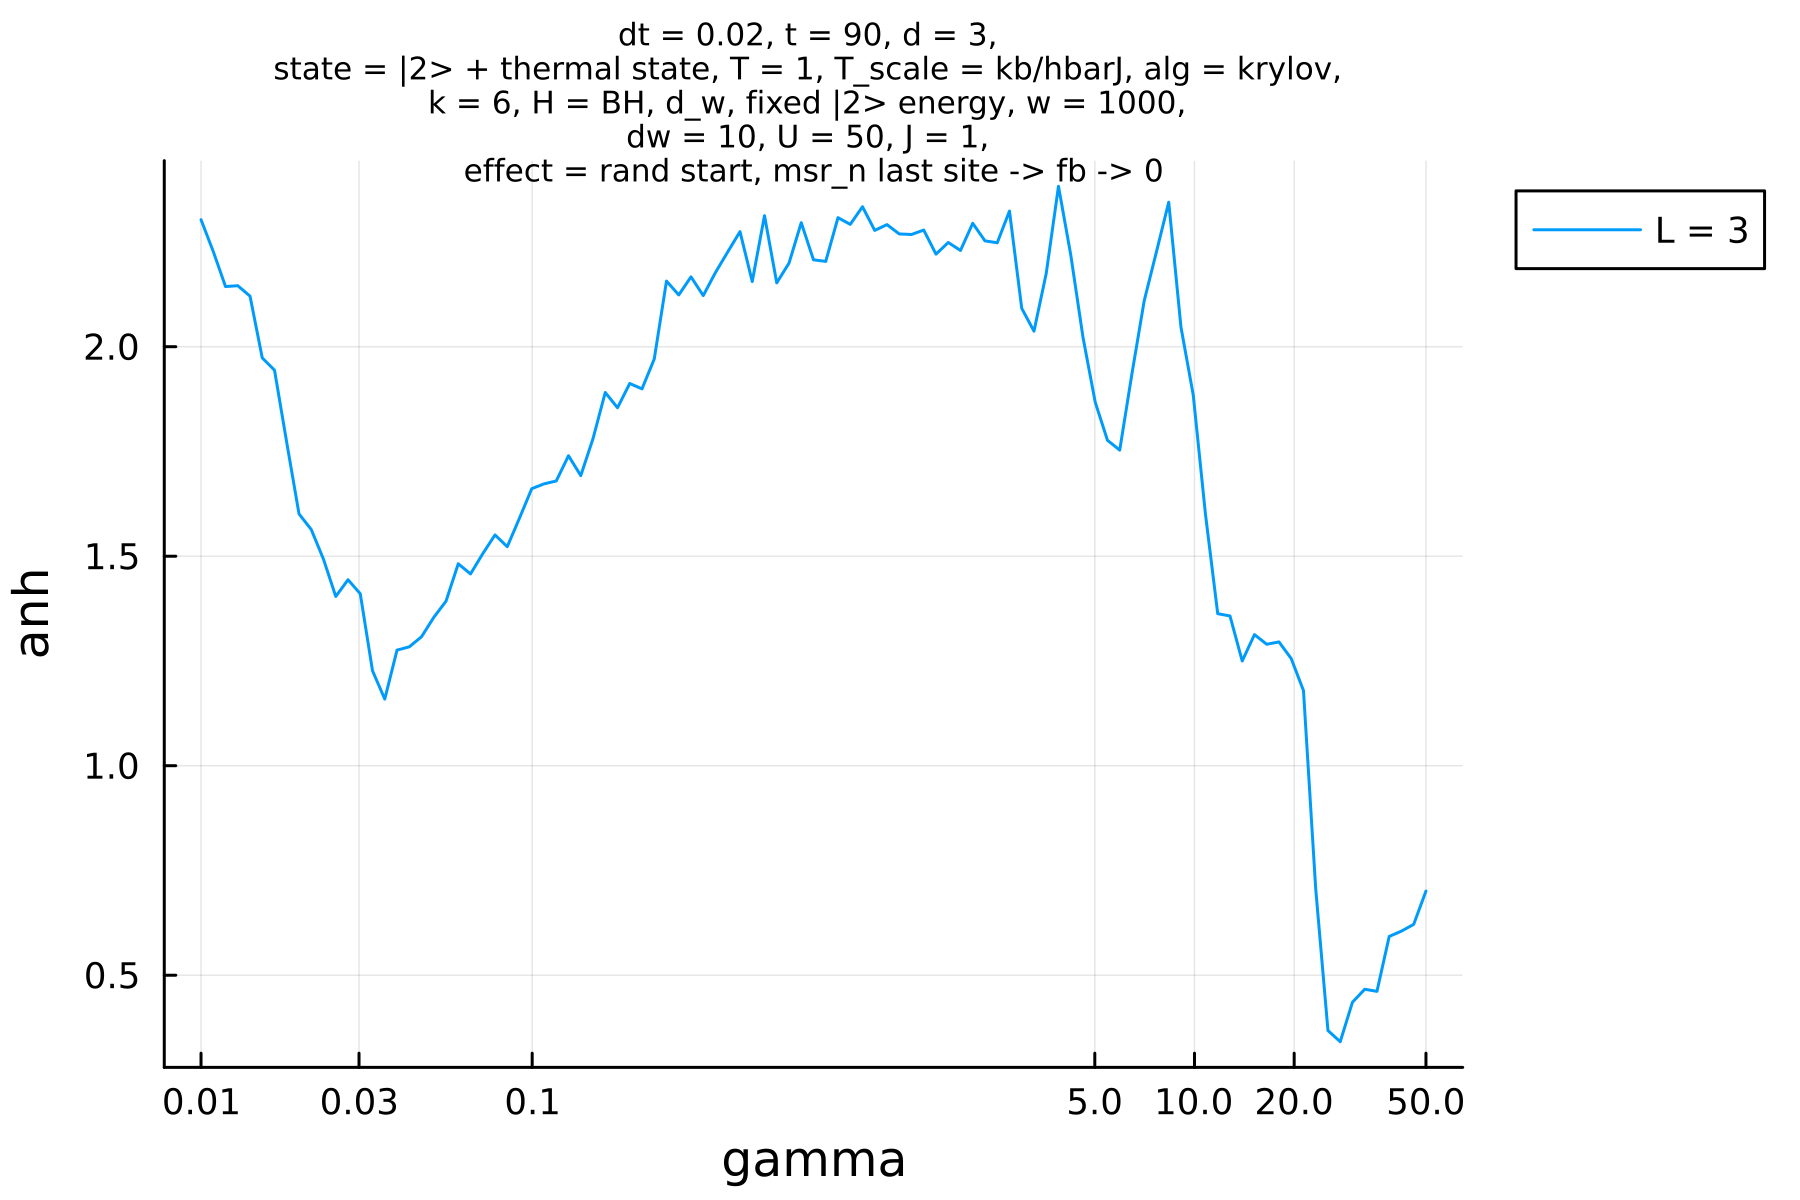 dt = 0.02, t = 90, d = 3,
state = |2> + thermal state, T = 1, T_scale = kb/hbarJ, alg = krylov,
k = 6, H = BH, d_w, fixed |2> energy, w = 1000,
dw = 10, U = 50, J = 1,
effect = rand start, msr_n last site -> fb -> 0
L = 3
2.0
1.5
1.0
0.5
anh
0.01 0.03 0.1 5.0 10.0 20.0 50.0
gamma